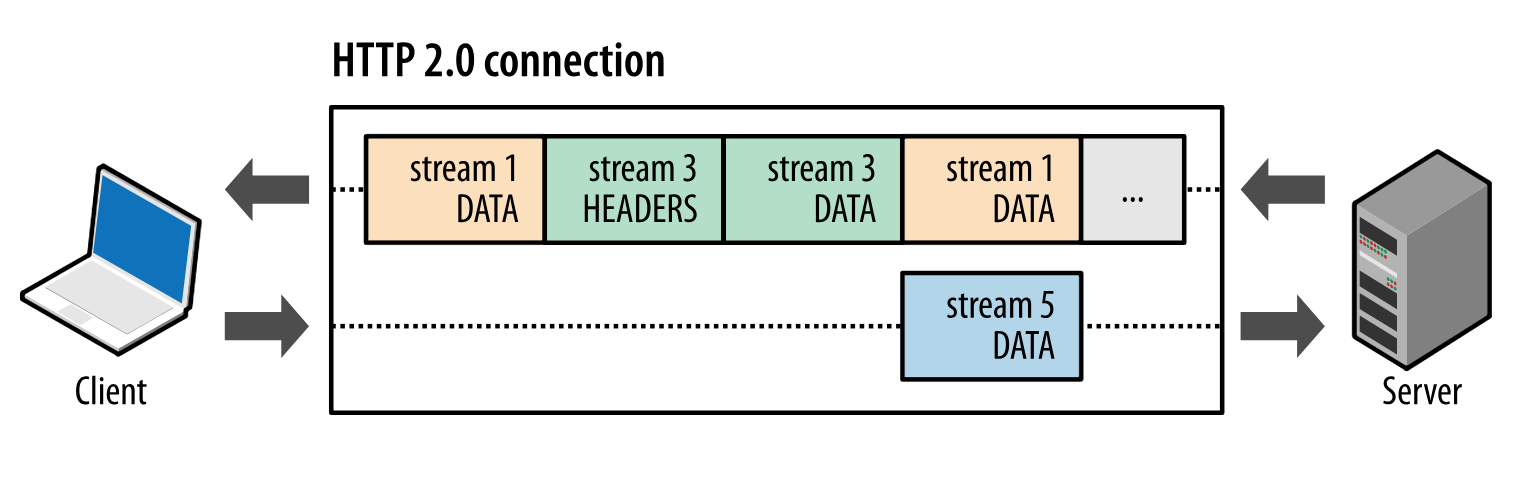 HTTP 2.0 connection
stream 1
DATA
stream 3
HEADERS
stream 3
DATA
stream 1
DATA
...
stream 5
DATA
Client
Server